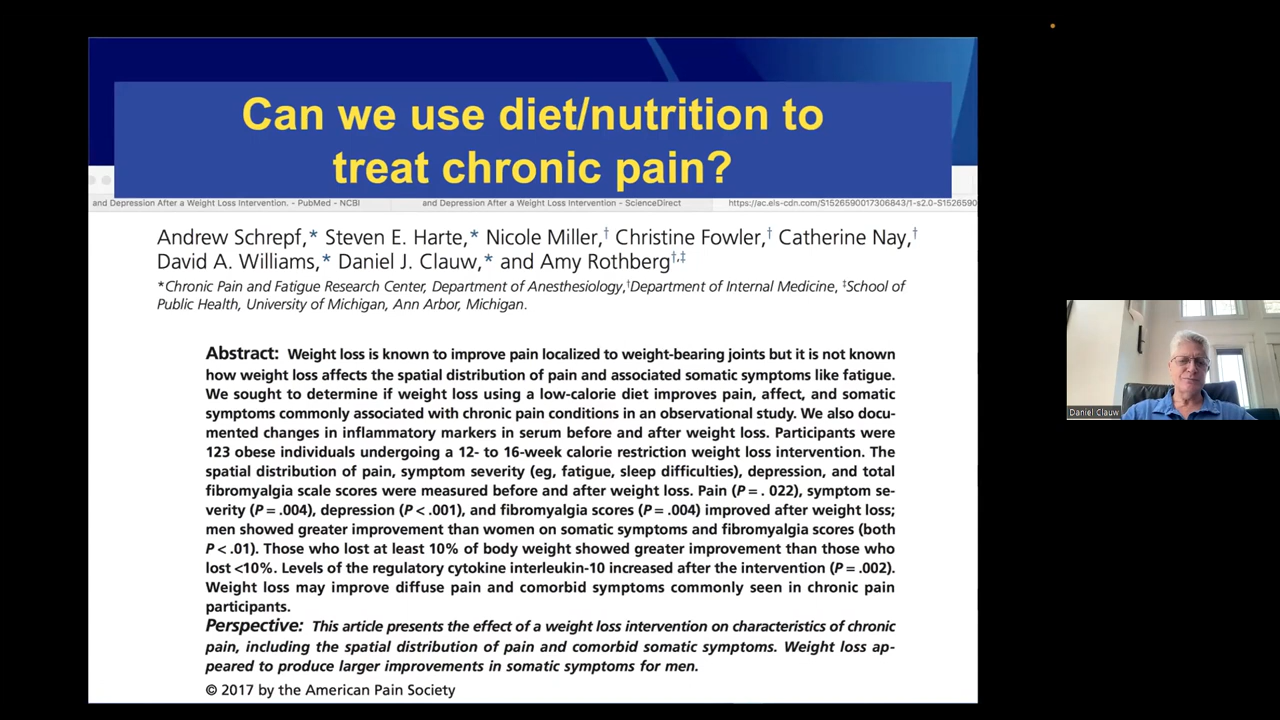 Can we use diet/nutrition to
treat chronic pain?
and Depression After a Weight Loss Intervention. - PubMed - NCBI
and Depression After a Weight Loss Intervention - ScienceDirect
https://ac.els-cdn.com/S1526590017306843/1-s2.0-S15265900
Andrew Schrepf,* Steven E. Harte,* Nicole Miller,† Christine Fowler,† Catherine Nay,†
David A. Williams,* Daniel J. Clauw,* and Amy Rothberg†,‡
*Chronic Pain and Fatigue Research Center, Department of Anesthesiology,†Department of Internal Medicine, ‡School of
Public Health, University of Michigan, Ann Arbor, Michigan.
Abstract: Weight loss is known to improve pain localized to weight-bearing joints but it is not known
how weight loss affects the spatial distribution of pain and associated somatic symptoms like fatigue.
We sought to determine if weight loss using a low-calorie diet improves pain, affect, and somatic
symptoms commonly associated with chronic pain conditions in an observational study. We also docu-
mented changes in inflammatory markers in serum before and after weight loss. Participants were
123 obese individuals undergoing a 12- to 16-week calorie restriction weight loss intervention. The
spatial distribution of pain, symptom severity (eg, fatigue, sleep difficulties), depression, and total
fibromyalgia scale scores were measured before and after weight loss. Pain (P = . 022), symptom se-
verity (P = .004), depression (P < .001), and fibromyalgia scores (P = .004) improved after weight loss;
men showed greater improvement than women on somatic symptoms and fibromyalgia scores (both
P < .01). Those who lost at least 10% of body weight showed greater improvement than those who
lost <10%. Levels of the regulatory cytokine interleukin-10 increased after the intervention (P = .002).
Weight loss may improve diffuse pain and comorbid symptoms commonly seen in chronic pain
participants.
Perspective: This article presents the effect of a weight loss intervention on characteristics of chronic
pain, including the spatial distribution of pain and comorbid somatic symptoms. Weight loss ap-
peared to produce larger improvements in somatic symptoms for men.
© 2017 by the American Pain Society
Daniel Clauw